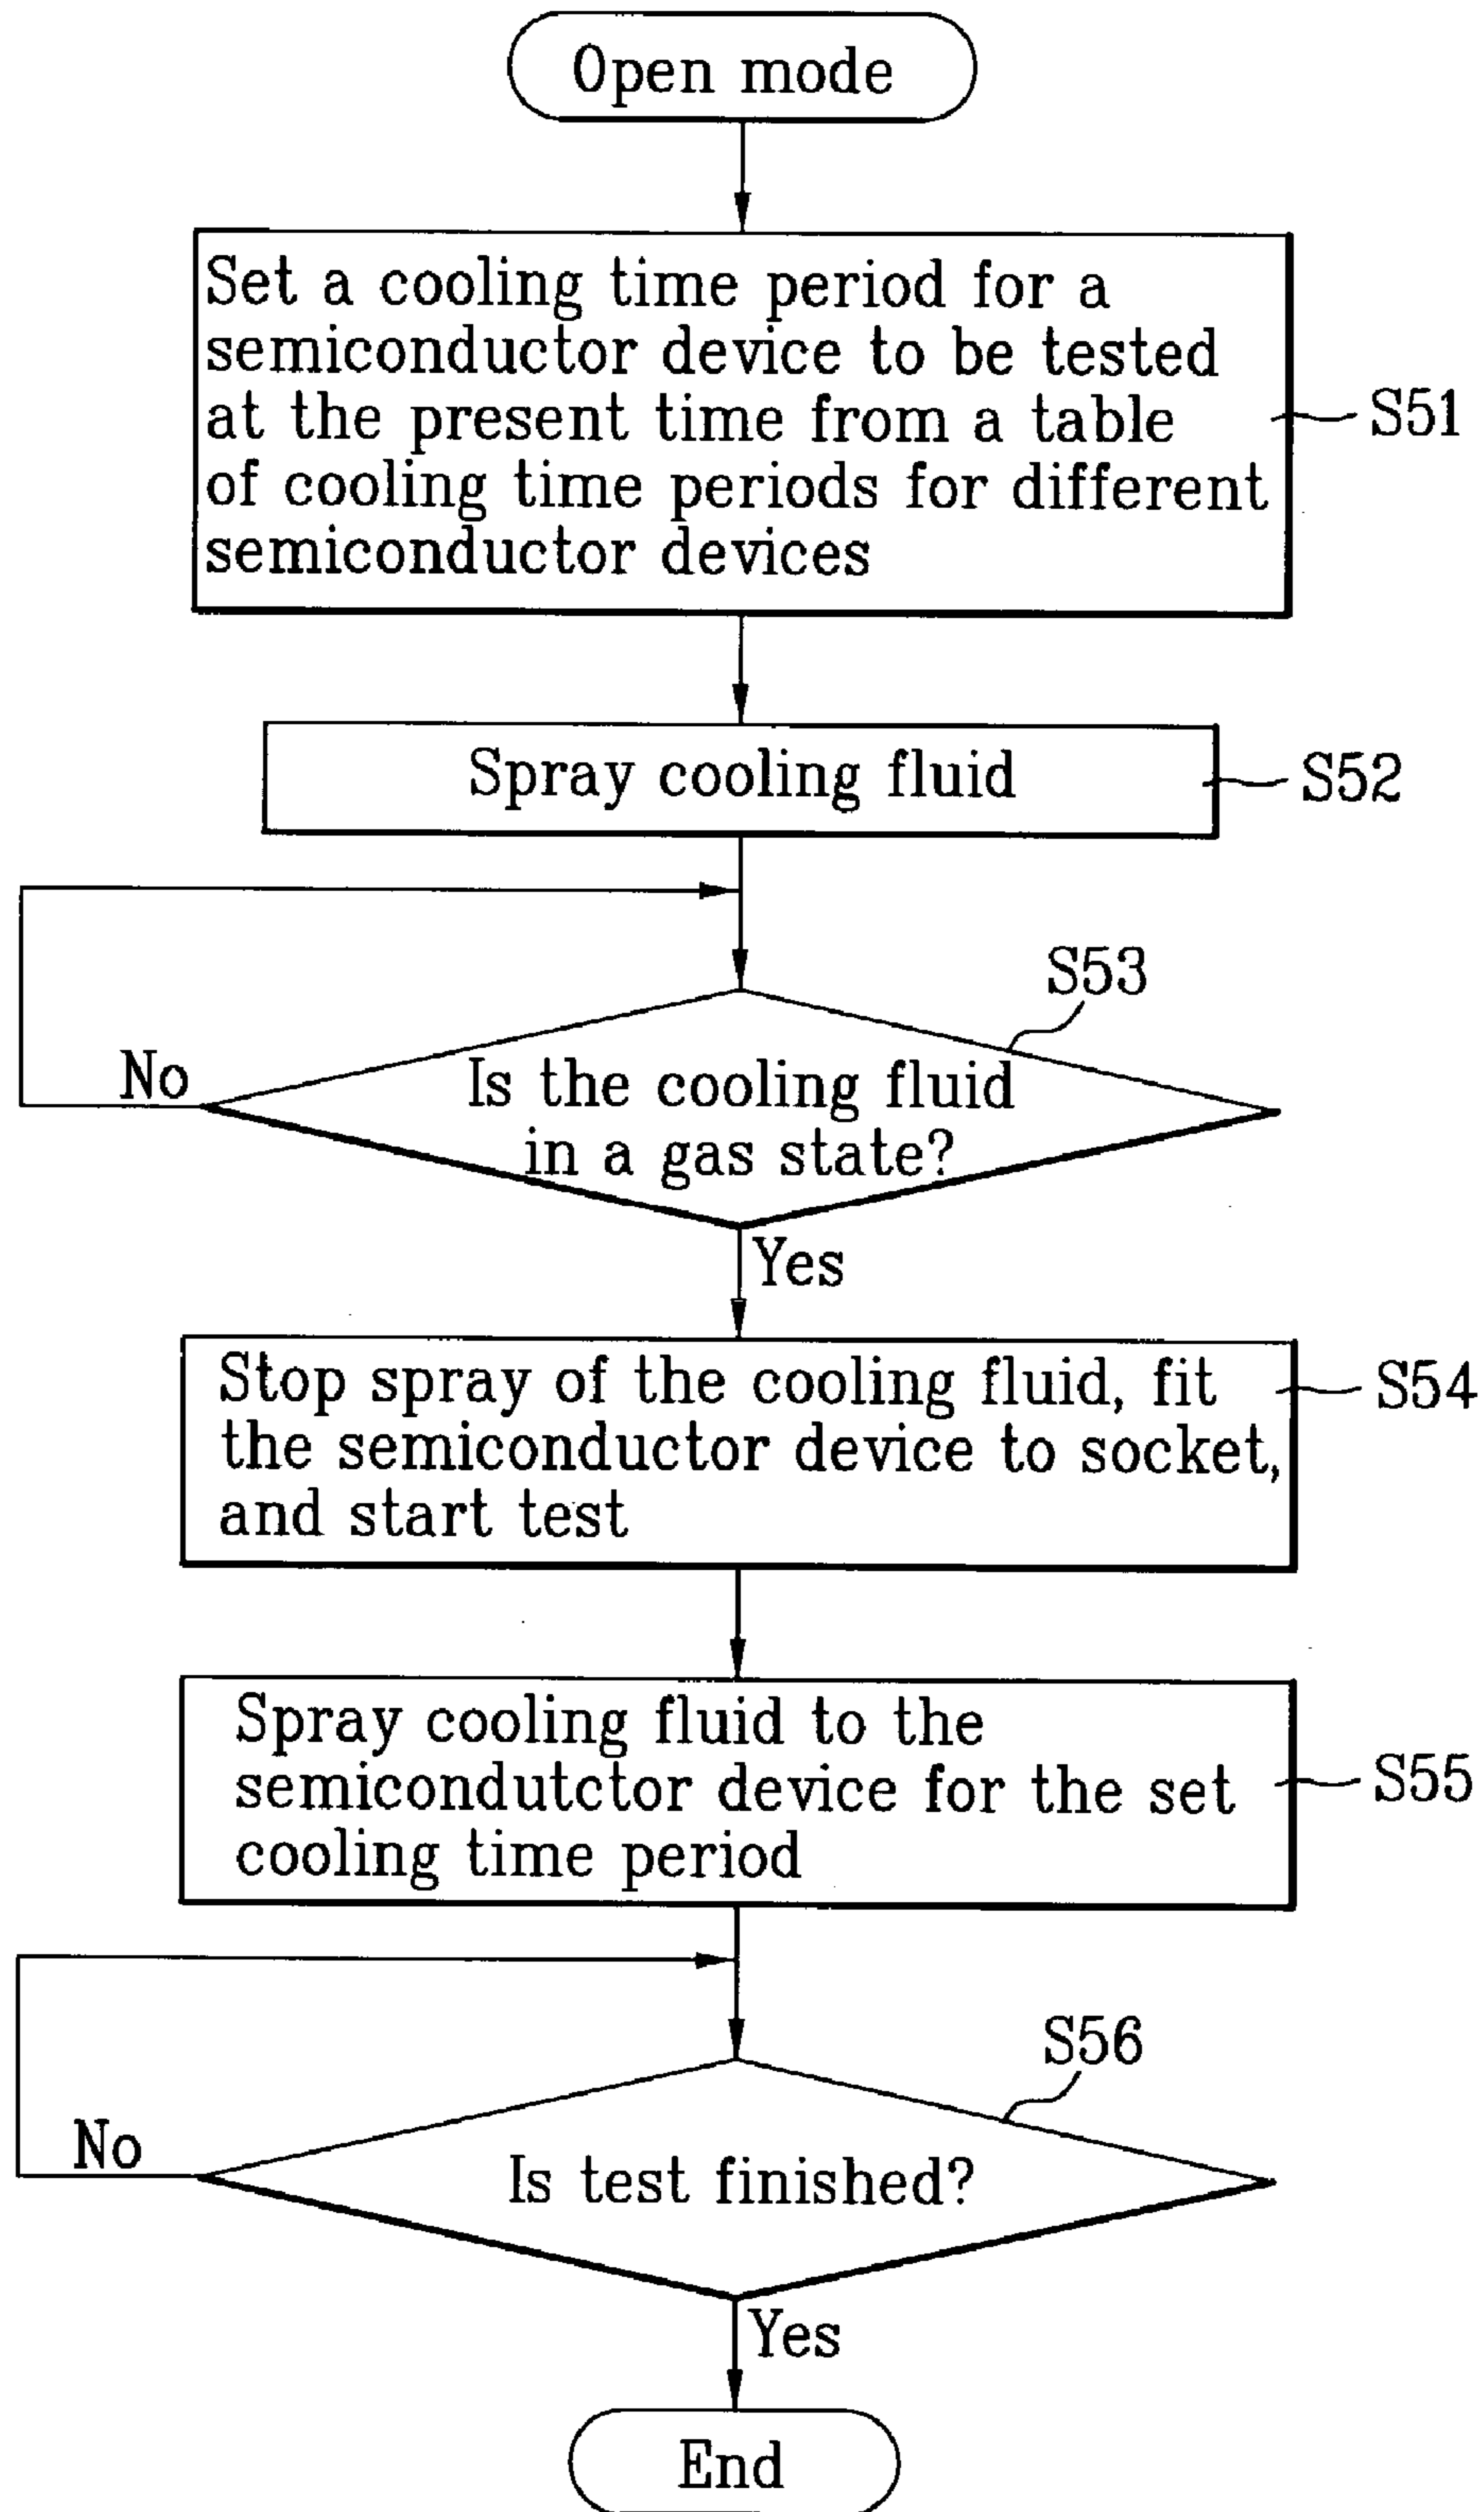 Open mode
Set a cooling time period for a
semiconductor device to be tested
at the present time from a table
of cooling time periods for different
semiconductor devices
S51
Spray cooling fluid
S52
S53
No
Is the cooling fluid
in a gas state?
Yes
Stop spray of the cooling fluid, fit
the semiconductor device to socket,
and start test
S54
Spray cooling fluid to the
semicondutctor device for the set
cooling time period
S55
S56
No
Is test finished?
Yes
End